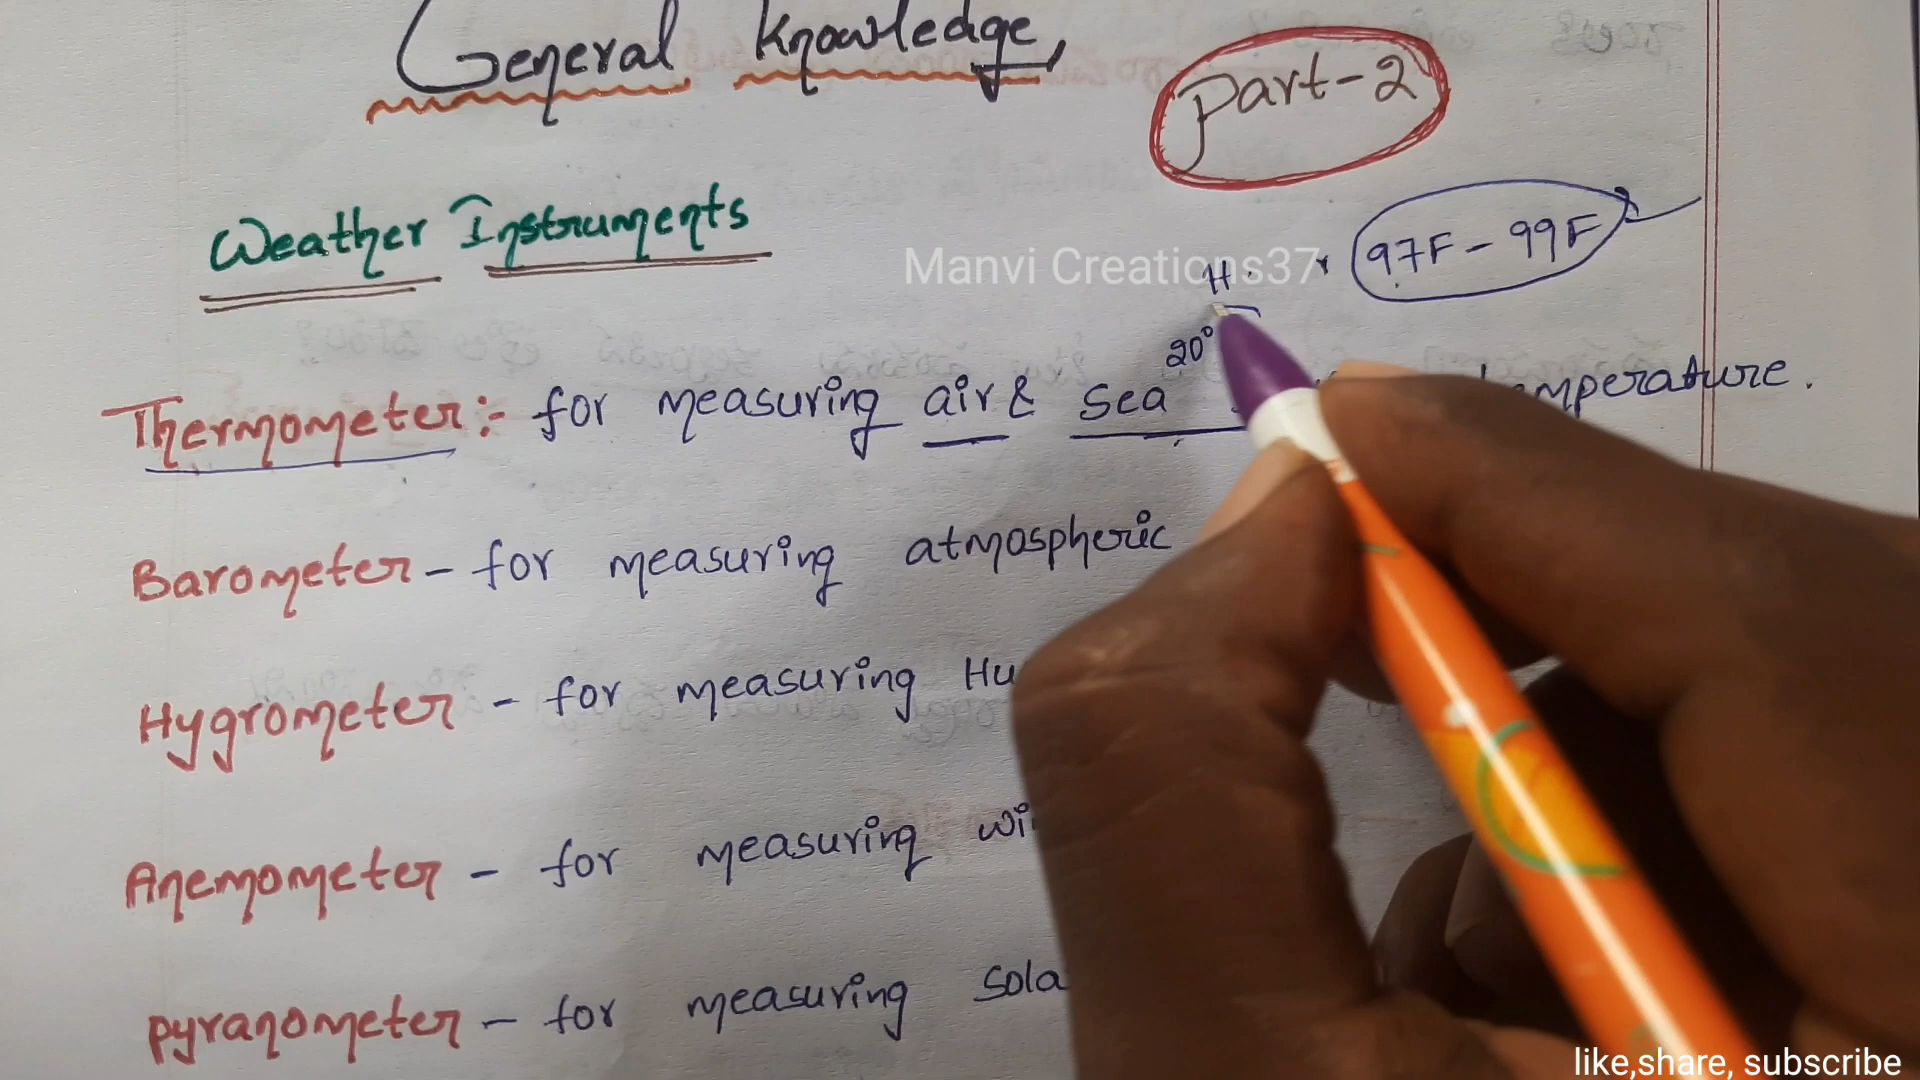 General Knowledge,
Part-2
Weather Instruments
Manvi Creations37
H.
97F - 99F
20°
Thermometer:- for measuring air & sea temperature.
Barometer - for measuring atmospheric
Hygrometer - for measuring Hu
Anemometer - for measuring wi
pyranometer - for measuring sola
like,share, subscribe